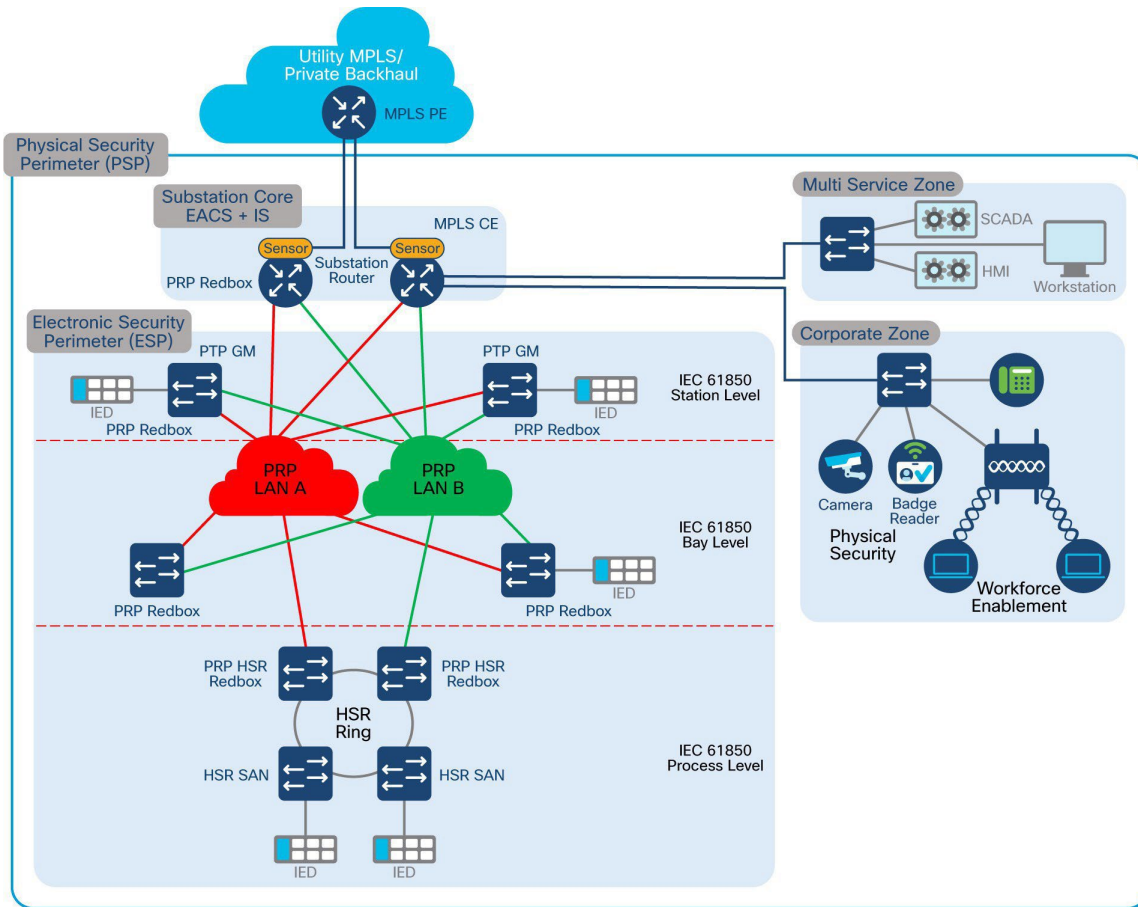 Utility MPLS/
Private Backhaul
MPLS PE
Physical Security
Perimeter (PSP)
Substation Core
EACS + IS
MPLS CE
Sensor
Sensor
Substation
Router
PRP Redbox
Multi Service Zone
SCADA
HMI
Workstation
Electronic Security
Perimeter (ESP)
PTP GM
PTP GM
IED
IED
PRP Redbox
PRP Redbox
IEC 61850
Station Level
Corporate Zone
Camera
Badge
Reader
Physical
Security
Workforce
Enablement
PRP
LAN A
PRP
LAN B
IEC 61850
Bay Level
PRP Redbox
PRP Redbox
IED
PRP HSR
Redbox
PRP HSR
Redbox
HSR
Ring
IEC 61850
Process Level
HSR SAN
HSR SAN
IED
IED